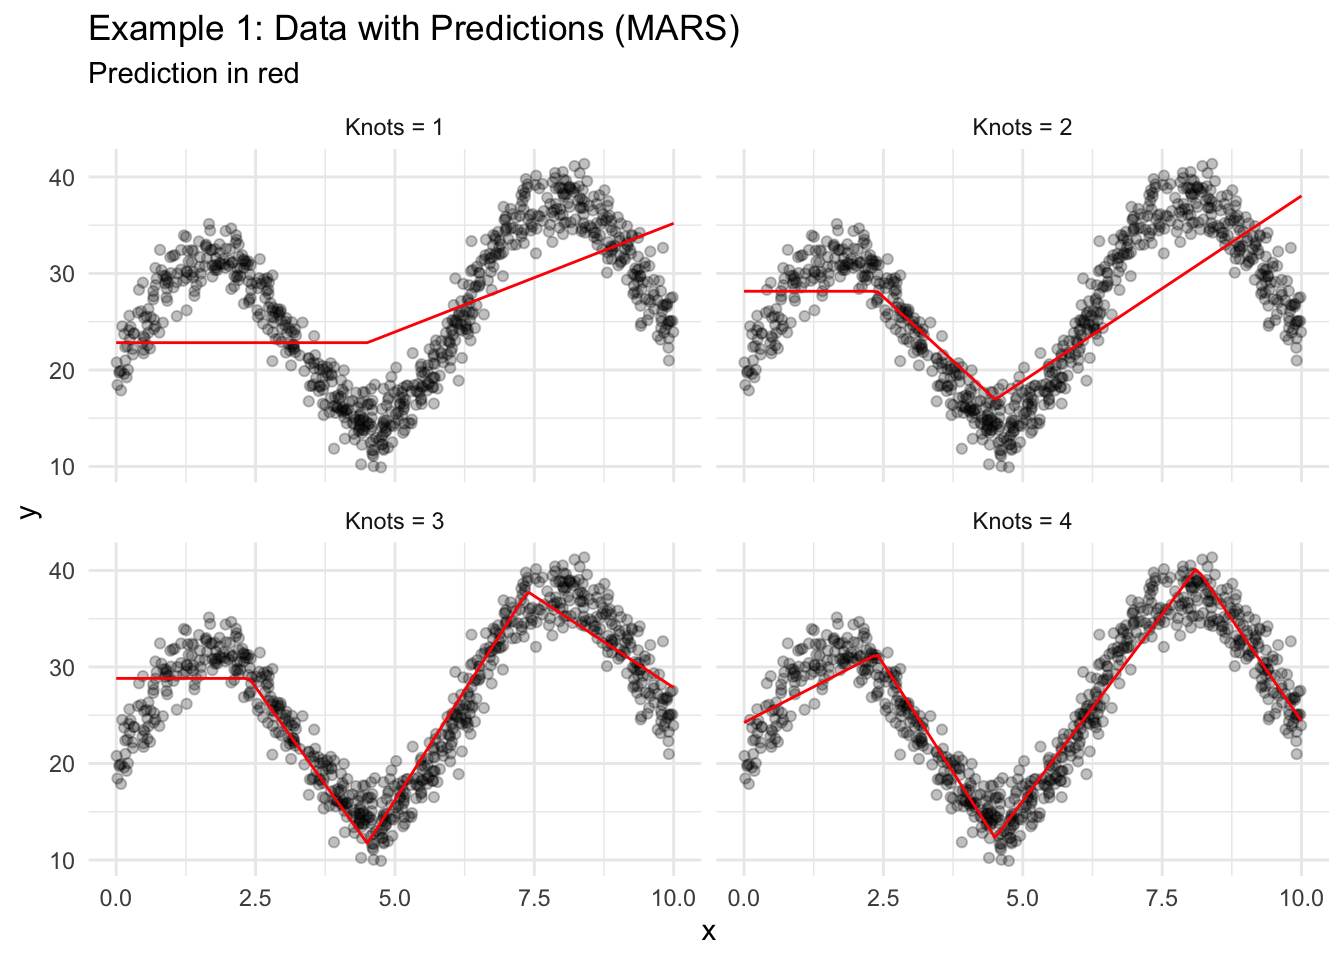 Example 1: Data with Predictions (MARS)
Prediction in red
Knots = 1
Knots = 2
40
30
20
10
y
Knots = 3
Knots = 4
40
30
20
10
0.0 2.5 5.0 7.5 10.0 0.0 2.5 5.0 7.5 10.0
x